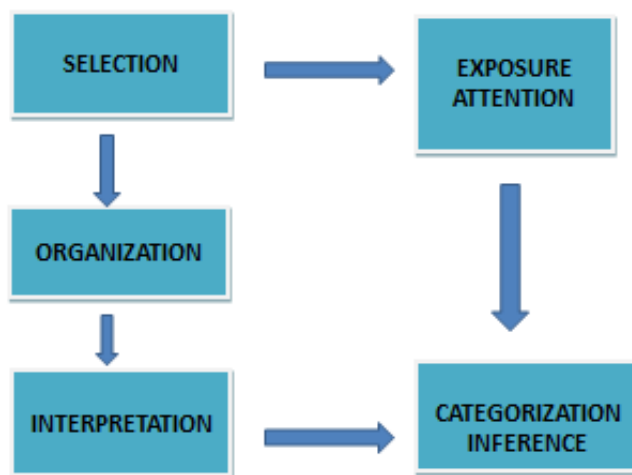 SELECTION
EXPOSURE
ATTENTION
ORGANIZATION
INTERPRETATION
CATEGORIZATION
INFERENCE